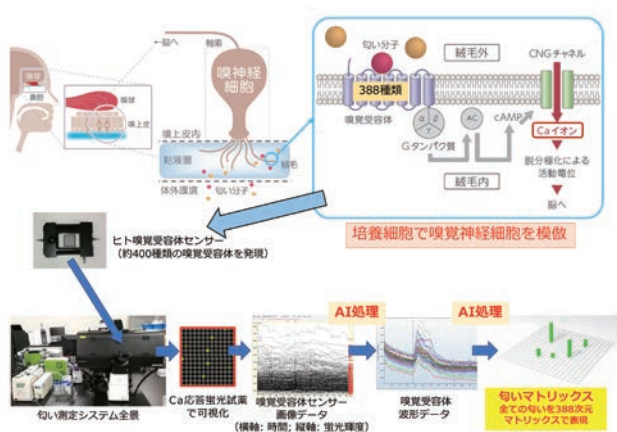 ←脳へ
軸索
嗅球
鼻腔
嗅球
嗅上皮
嗅神経
細胞
嗅上皮内
粘液層
絨毛
体外環境
匂い分子
匂い分子
絨毛外
CNGチャネル
388種類
嗅覚受容体
α
β
γ
Gタンパク質
AC
cAMP
Caイオン
絨毛内
脱分極化による
活動電位
脳へ
培養細胞で嗅覚神経細胞を模倣
ヒト嗅覚受容体センサー
(約400種類の嗅覚受容体を発現)
AI処理
AI処理
匂い測定システム全景
Ca応答蛍光試薬
で可視化
嗅覚受容体センサー
画像データ
(横軸: 時間; 縦軸: 蛍光輝度)
嗅覚受容体
波形データ
匂いマトリックス
全ての匂いを388次元
マトリックスで表現